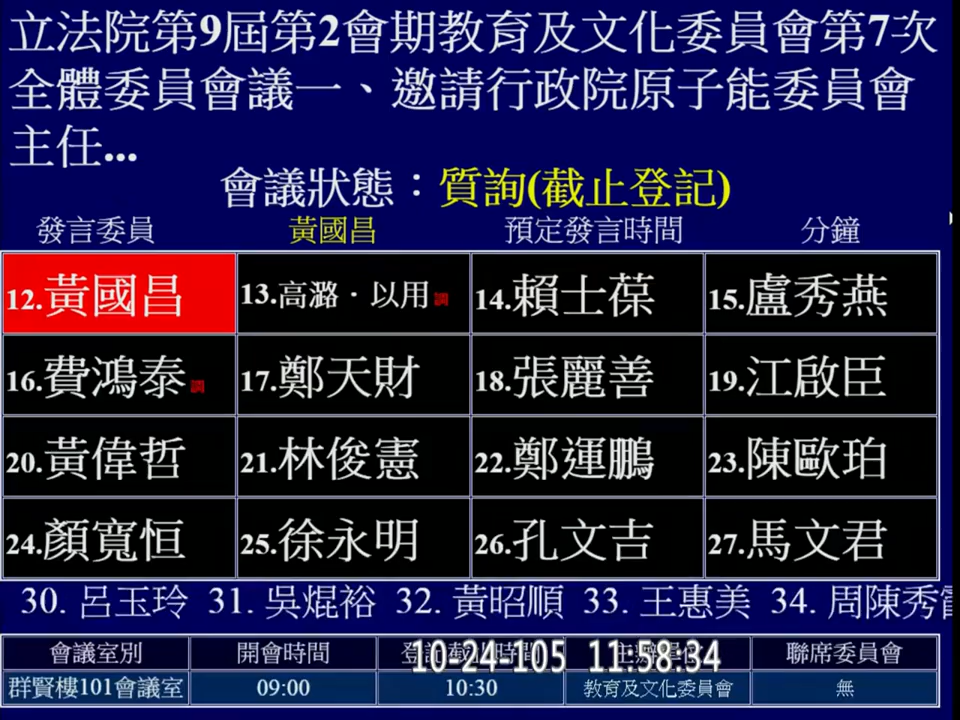 立法院第9屆第2會期教育及文化委員會第7次
全體委員會議一、邀請行政院原子能委員會
主任...
會議狀態：質詢(截止登記)
發言委員 黃國昌 預定發言時間 分鐘
12.黃國昌 13.高潞．以用 調 14.賴士葆 15.盧秀燕
16.費鴻泰 調 17.鄭天財 18.張麗善 19.江啟臣
20.黃偉哲 21.林俊憲 22.鄭運鵬 23.陳歐珀
24.顏寬恒 25.徐永明 26.孔文吉 27.馬文君
30. 呂玉玲 31. 吳焜裕 32. 黃昭順 33. 王惠美 34. 周陳秀
會議室別 開會時間 聯席委員會
10-24-105 11:58:34
群賢樓101會議室 09:00 10:30 教育及文化委員會 無